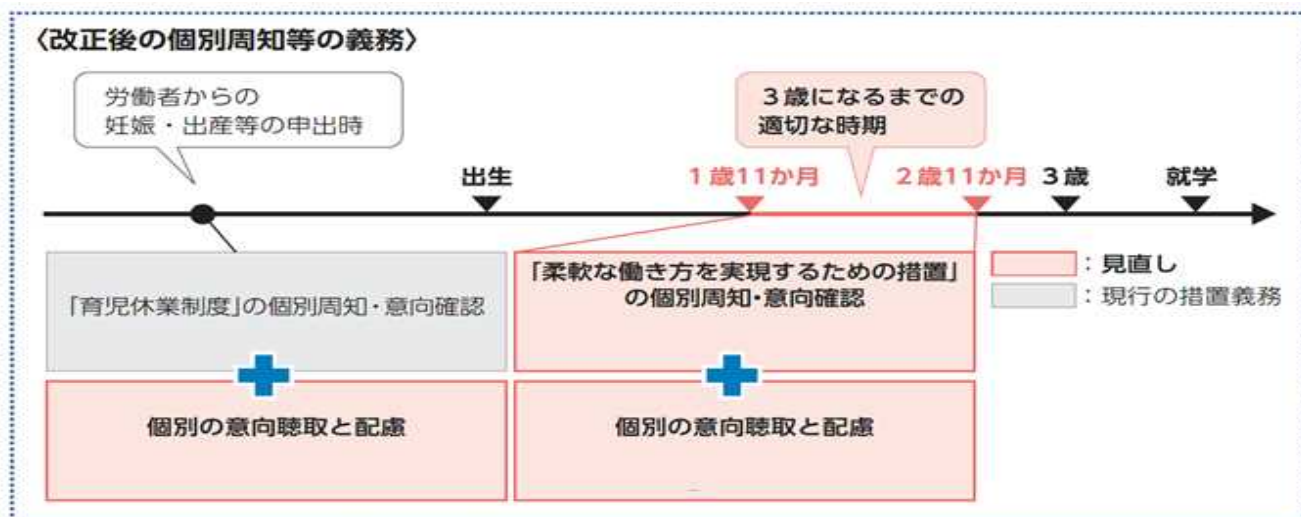 〈改正後の個別周知等の義務〉
労働者からの
妊娠・出産等の申出時
3歳になるまでの
適切な時期
出生
1歳11か月
2歳11か月
3歳
就学
「育児休業制度」の個別周知・意向確認
「柔軟な働き方を実現するための措置」
の個別周知・意向確認
：見直し
：現行の措置義務
個別の意向聴取と配慮
個別の意向聴取と配慮